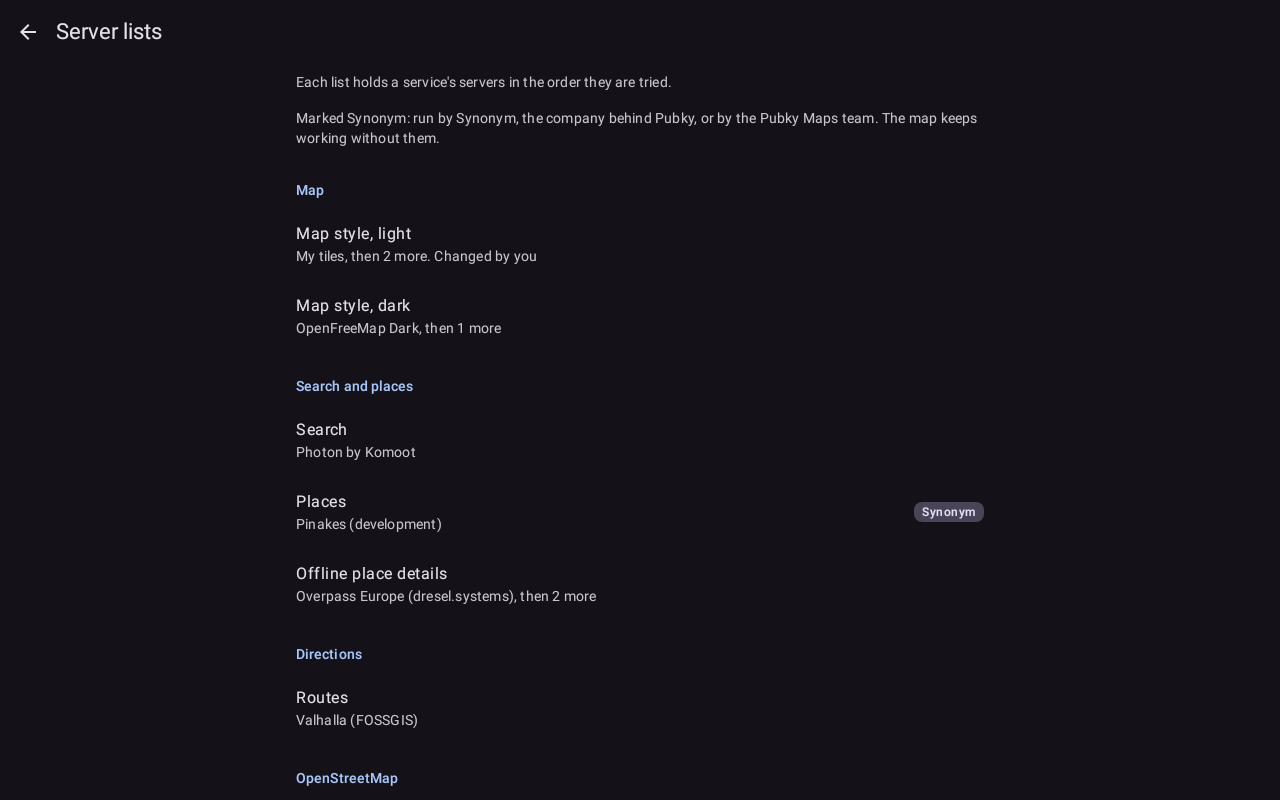 Server lists
Each list holds a service's servers in the order they are tried.
Marked Synonym: run by Synonym, the company behind Pubky, or by the Pubky Maps team. The map keeps
working without them.
Map
Map style, light
My tiles, then 2 more. Changed by you
Map style, dark
OpenFreeMap Dark, then 1 more
Search and places
Search
Photon by Komoot
Places
Pinakes (development)
Synonym
Offline place details
Overpass Europe (dresel.systems), then 2 more
Directions
Routes
Valhalla (FOSSGIS)
OpenStreetMap